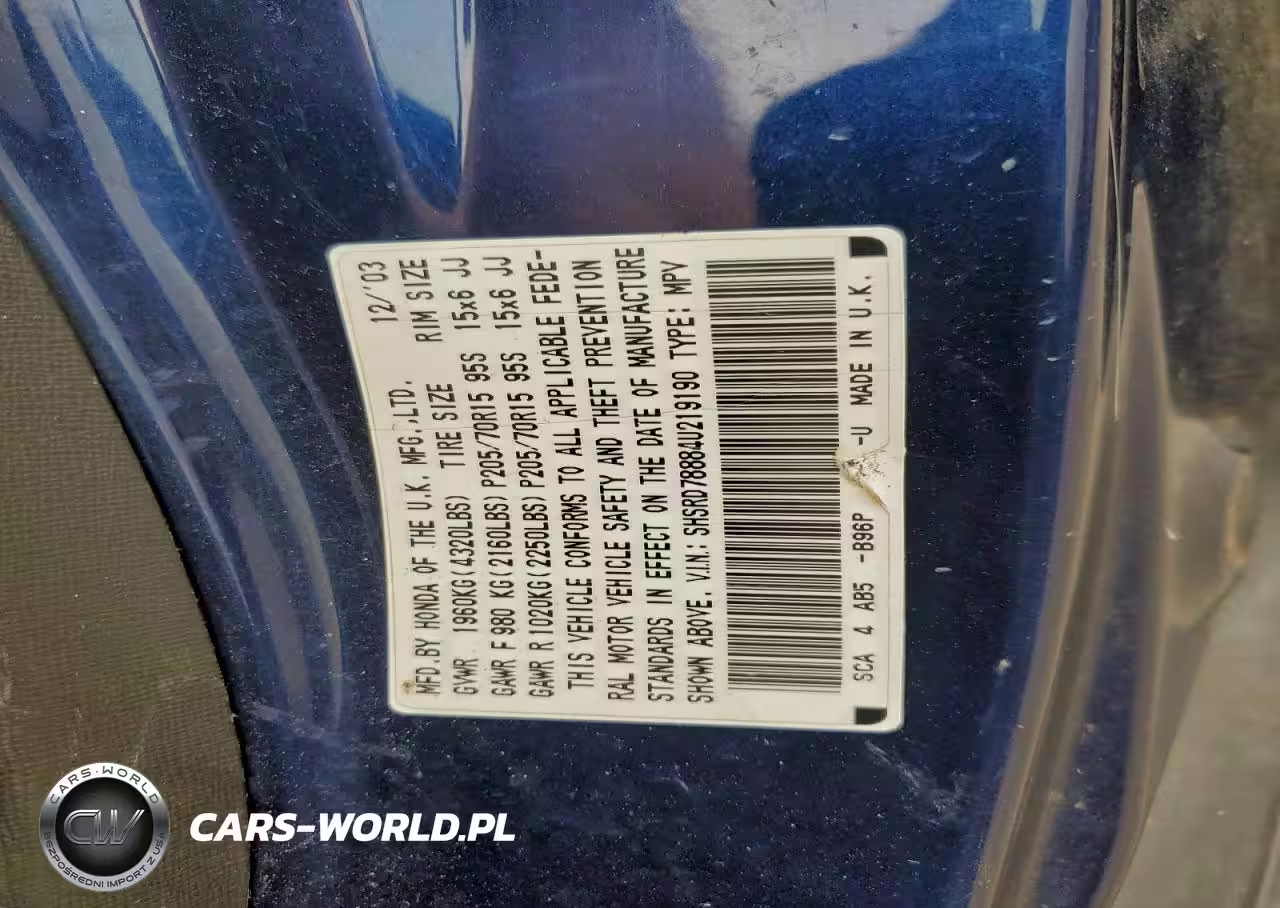 MFD.BY HONDA OF THE U.K. MFG.,LTD. 12/'03
GVWR. 1960KG(4320LBS) TIRE SIZE RIM SIZE
GAWR F 980 KG(2160LBS) P205/70R15 95S 15x6 JJ
GAWR R 1020KG(2250LBS) P205/70R15 95S 15x6 JJ
THIS VEHICLE CONFORMS TO ALL APPLICABLE FEDE-
RAL MOTOR VEHICLE SAFETY AND THEFT PREVENTION
STANDARDS IN EFFECT ON THE DATE OF MANUFACTURE
SHOWN ABOVE. V.I.N.: SHSRD78884U219190 TYPE: MPV
SCA 4 AB5 -B96P -U MADE IN U.K.
CARS-WORLD
CW
BEZPOŚREDNI IMPORT Z USA
CARS-WORLD.PL